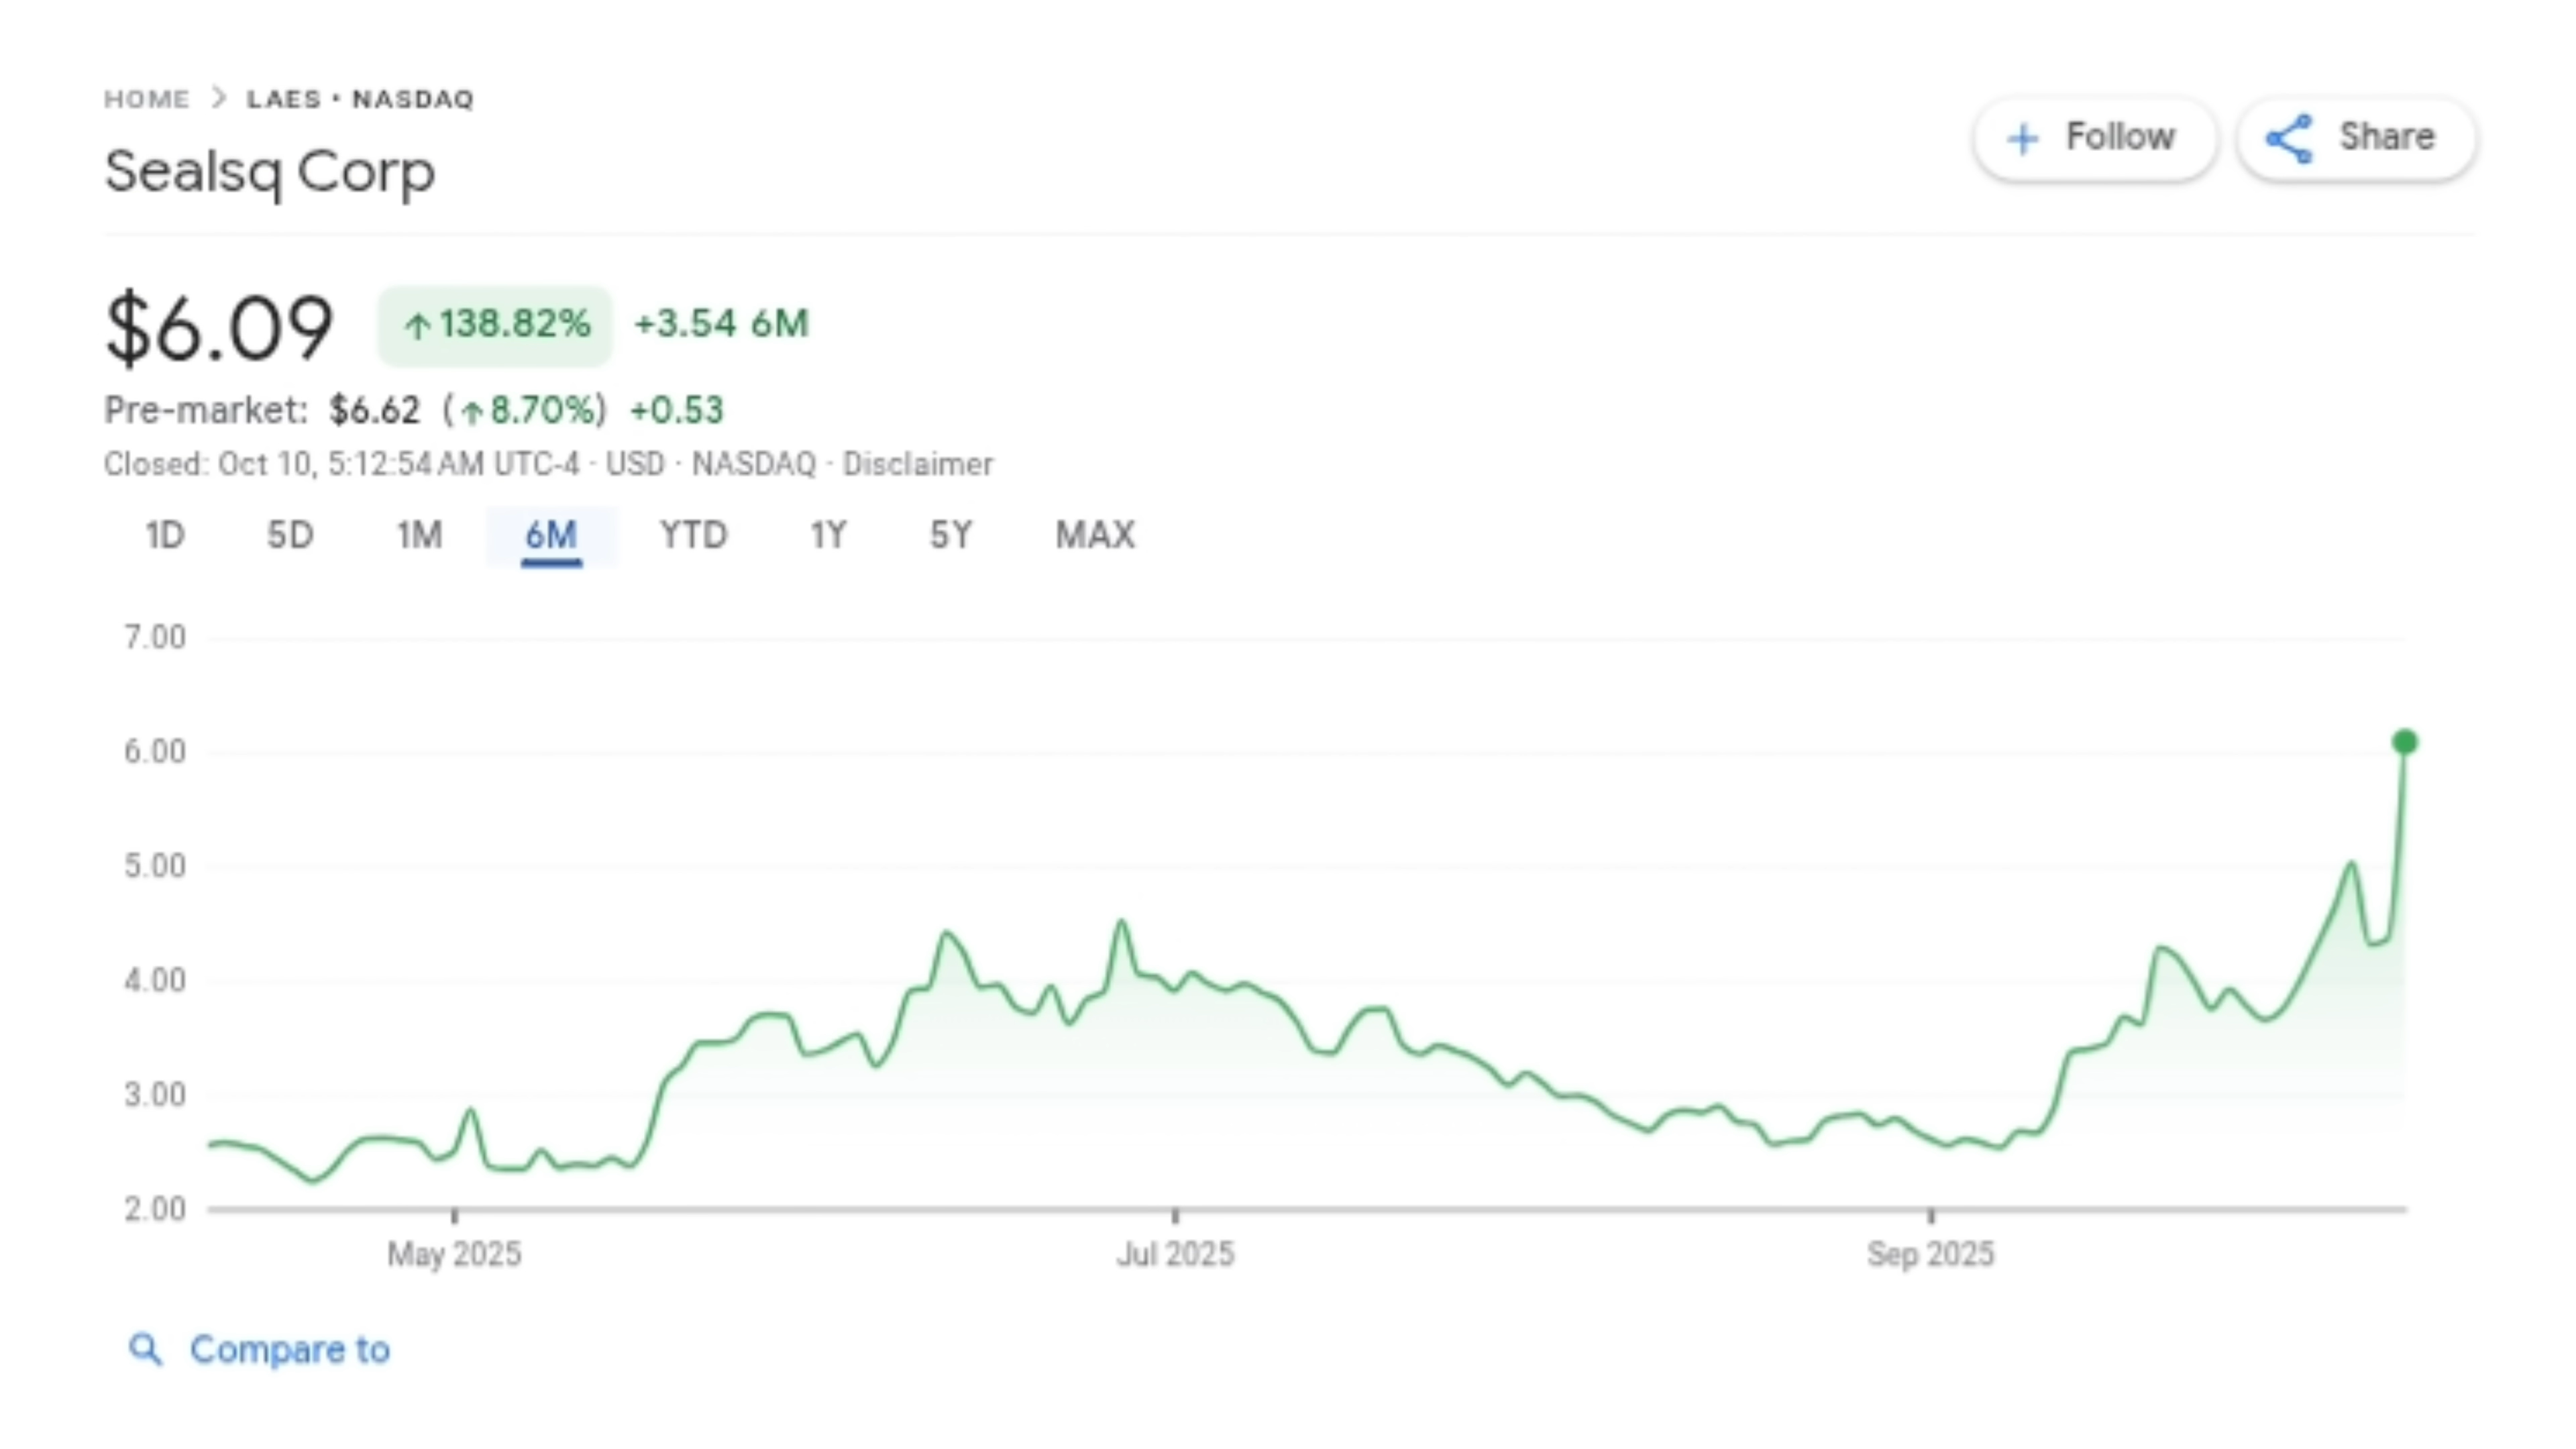 HOME > LAES • NASDAQ
Sealsq Corp
+ Follow
Share
$6.09 ↑138.82% +3.54 6M
Pre-market: $6.62 (↑8.70%) +0.53
Closed: Oct 10, 5:12:54 AM UTC-4 · USD · NASDAQ · Disclaimer
1D 5D 1M 6M YTD 1Y 5Y MAX
7.00
6.00
5.00
4.00
3.00
2.00
May 2025 Jul 2025 Sep 2025
Compare to